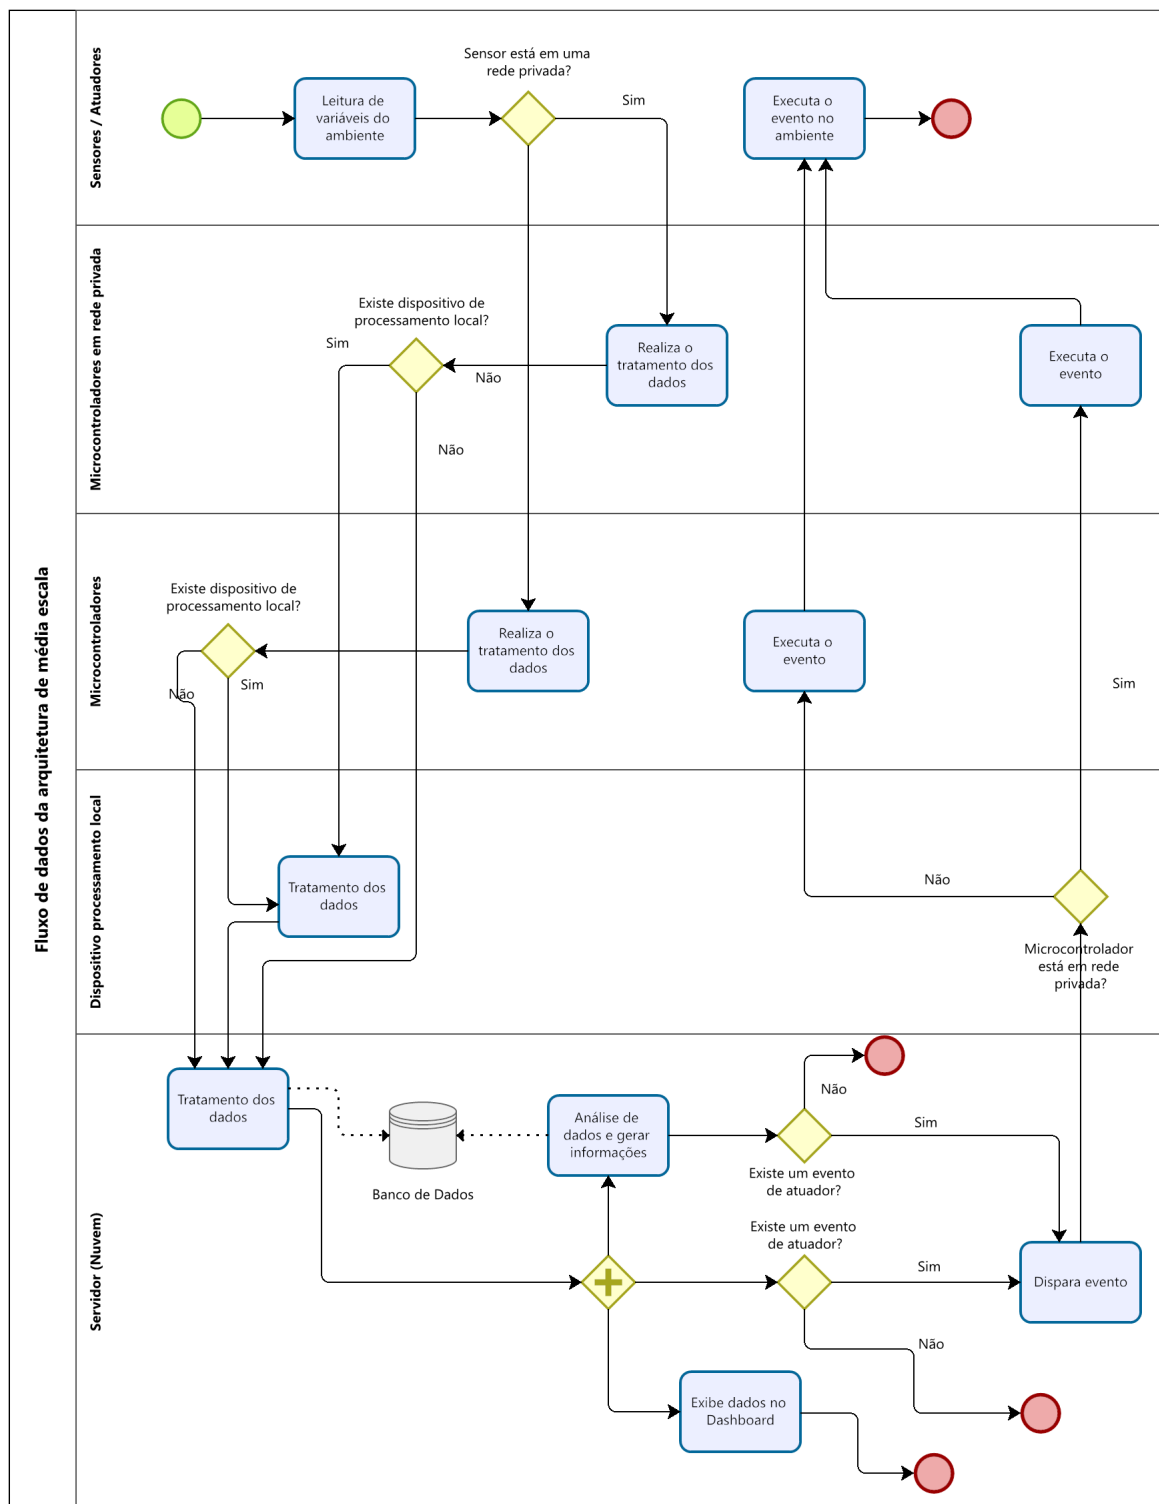 Fluxo de dados da arquitetura de média escala
Sensores / Atuadores
Leitura de
variáveis do
ambiente
Sensor está em uma
rede privada?
Sim
Executa o
evento no
ambiente
Microcontroladores em rede privada
Existe dispositivo de
processamento local?
Sim
Não
Não
Realiza o
tratamento dos
dados
Executa o
evento
Microcontroladores
Existe dispositivo de
processamento local?
Não
Sim
Realiza o
tratamento dos
dados
Executa o
evento
Sim
Dispositivo processamento local
Tratamento dos
dados
Não
Microcontrolador
está em rede
privada?
Servidor (Nuvem)
Tratamento dos
dados
Banco de Dados
Análise de
dados e gerar
informações
Não
Sim
Existe um evento
de atuador?
Existe um evento
de atuador?
Sim
Dispara evento
Não
Exibe dados no
Dashboard